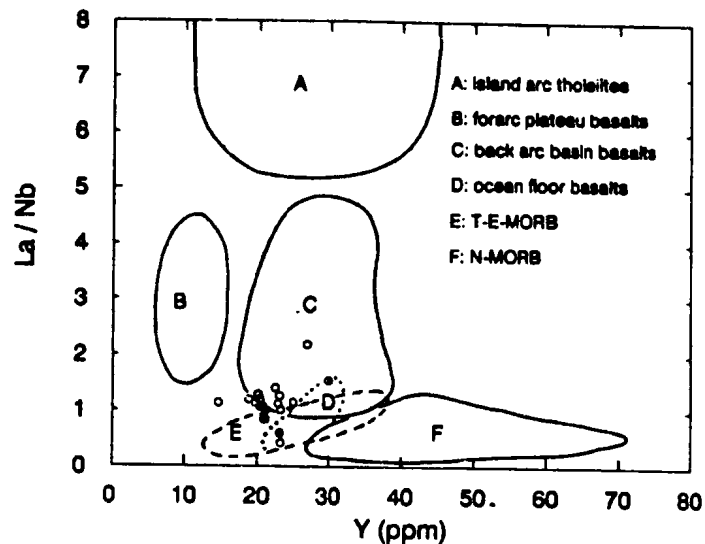 8
7
6
5
4
3
2
1
0
La / Nb
A
B
C
D
E
F
A: island arc tholeiites
B: forarc plateau basalts
C: back arc basin basalts
D: ocean floor basalts
E: T-E-MORB
F: N-MORB
0 10 20 30 40 50. 60 70 80
Y (ppm)